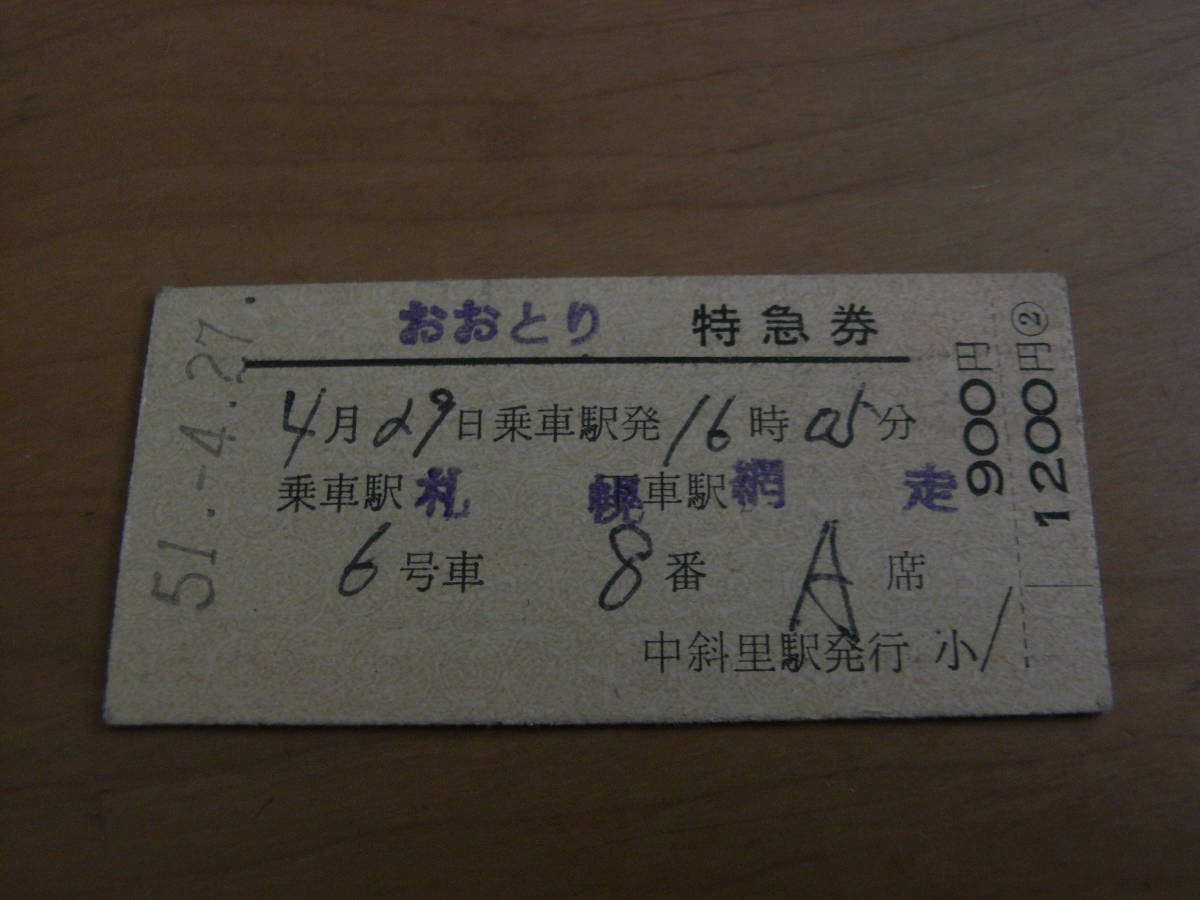 おおとり 特急券
4月29日乗車駅発16時05分
乗車駅 札幌 車駅 網走
6号車 8番 A席
中斜里駅発行 小
900円
1200円②
51.-4.27